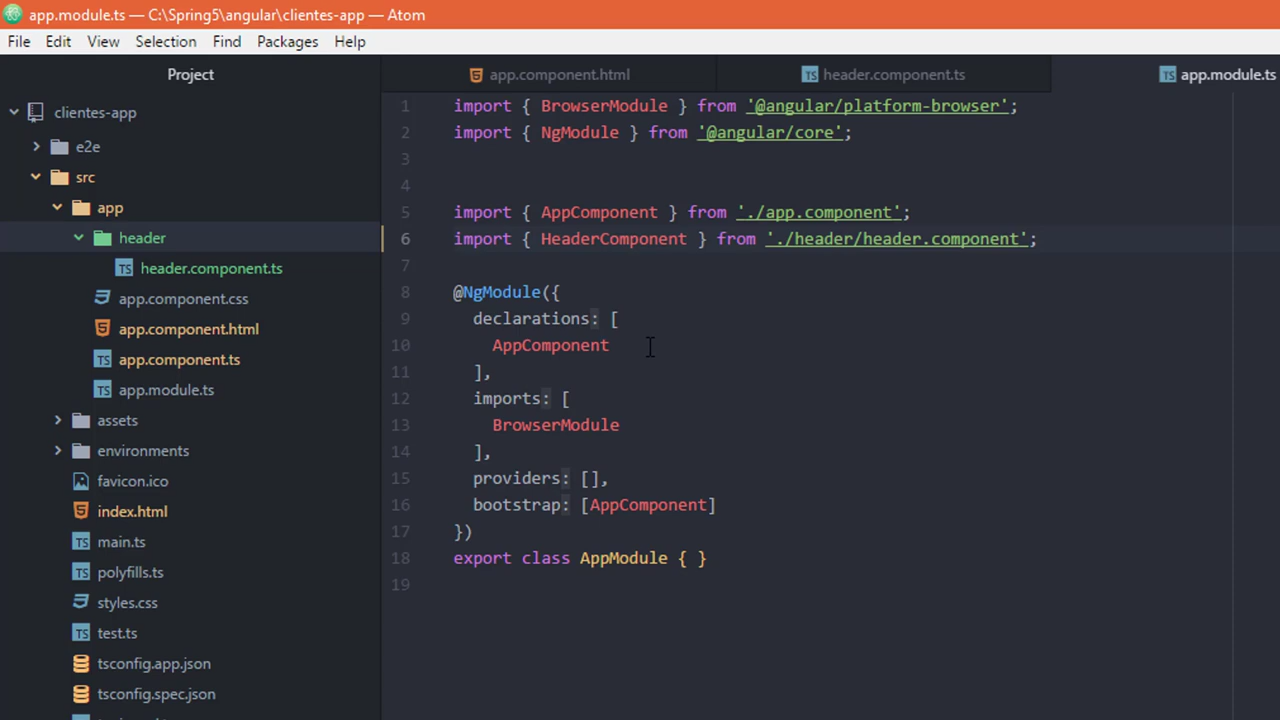 app.module.ts — C:\Spring5\angular\clientes-app — Atom
File Edit View Selection Find Packages Help
Project
app.component.html
header.component.ts
app.module.ts
clientes-app
e2e
src
app
header
header.component.ts
app.component.css
app.component.html
app.component.ts
app.module.ts
assets
environments
favicon.ico
index.html
main.ts
polyfills.ts
styles.css
test.ts
tsconfig.app.json
tsconfig.spec.json
1 import { BrowserModule } from '@angular/platform-browser';
2 import { NgModule } from '@angular/core';
3
4
5 import { AppComponent } from './app.component';
6 import { HeaderComponent } from './header/header.component';
7
8 @NgModule({
9 declarations: [
10 AppComponent
11 ],
12 imports: [
13 BrowserModule
14 ],
15 providers: [],
16 bootstrap: [AppComponent]
17 })
18 export class AppModule { }
19